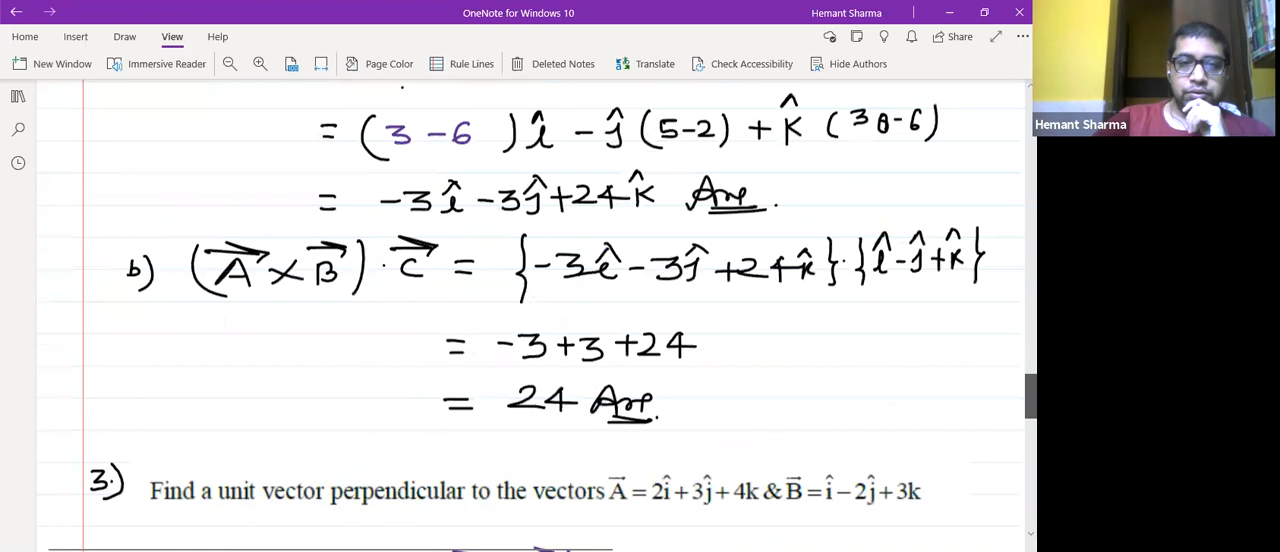 OneNote for Windows 10
Hemant Sharma
Home Insert Draw View Help
Share
New Window Immersive Reader Page Color Rule Lines Deleted Notes Translate Check Accessibility Hide Authors
Hemant Sharma
= (3 - 6) î - ĵ (5-2) + k̂ (30-6)
= -3î - 3ĵ + 24k̂ Ans.
b) (A⃗ × B⃗) · C⃗ = {-3î - 3ĵ + 24k̂} · {î - ĵ + k̂}
= -3 + 3 + 24
= 24 Ans.
3.) Find a unit vector perpendicular to the vectors A⃗ = 2î + 3ĵ + 4k & B⃗ = î − 2ĵ + 3k